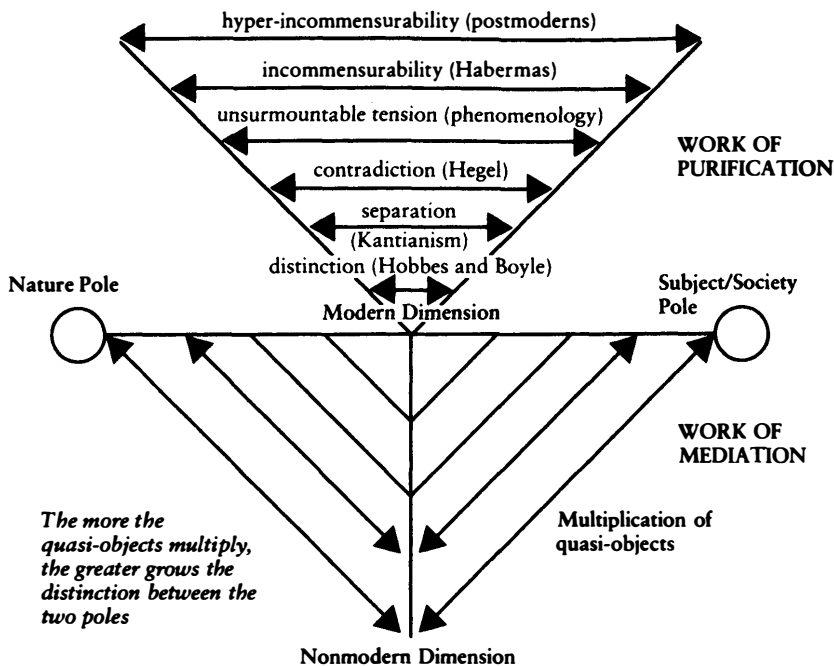 hyper-incommensurability (postmoderns)
incommensurability (Habermas)
unsurmountable tension (phenomenology)
WORK OF
PURIFICATION
contradiction (Hegel)
separation
(Kantianism)
distinction (Hobbes and Boyle)
Nature Pole
Modern Dimension
Subject/Society
Pole
WORK OF
MEDIATION
The more the
quasi-objects multiply,
the greater grows the
distinction between the
two poles
Multiplication of
quasi-objects
Nonmodern Dimension